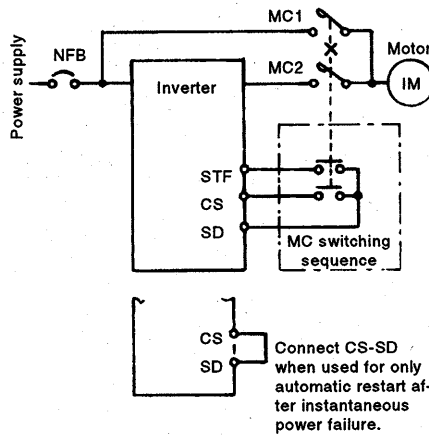 MC1
Motor
NFB
MC2
IM
Power supply
Inverter
STF
CS
SD
MC switching
sequence
CS
SD
Connect CS-SD
when used for only
automatic restart af-
ter instantaneous
power failure.